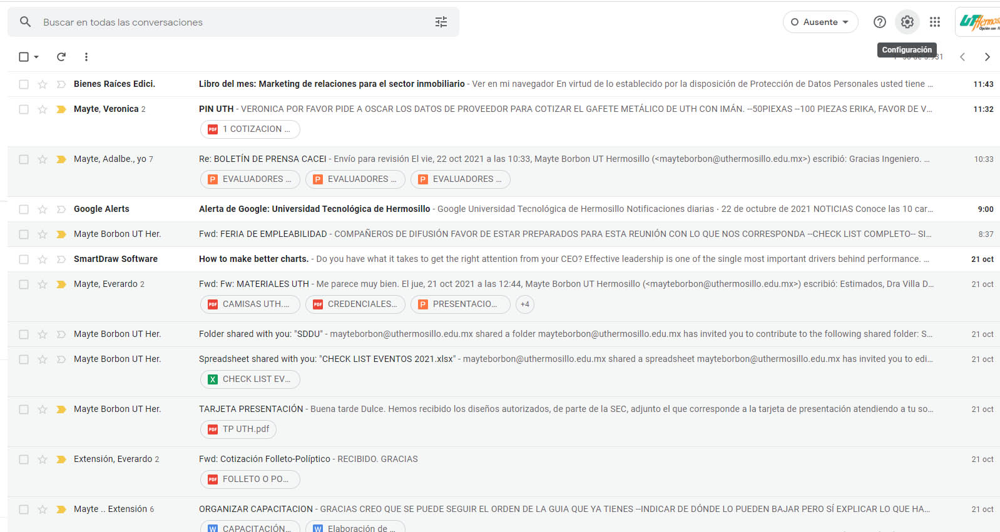 Buscar en todas las conversaciones
Ausente
UT Hermos
Opción con
Configuración
Bienes Raíces Edici. Libro del mes: Marketing de relaciones para el sector inmobiliario - Ver en mi navegador En virtud de lo establecido por la disposición de Protección de Datos Personales usted tiene ... 11:43
Mayte, Veronica 2 PIN UTH - VERONICA POR FAVOR PIDE A OSCAR LOS DATOS DE PROVEEDOR PARA COTIZAR EL GAFETE METÁLICO DE UTH CON IMÁN. --50PIEXAS --100 PIEZAS ERIKA, FAVOR DE V... 11:32
PDF 1 COTIZACION ...
Mayte, Adalbe., yo 7 Re: BOLETÍN DE PRENSA CACEI - Envío para revisión El vie, 22 oct 2021 a las 10:33, Mayte Borbon UT Hermosillo (<mayteborbon@uthermosillo.edu.mx>) escribió: Gracias Ingeniero. ... 10:33
P EVALUADORES ... P EVALUADORES ... P EVALUADORES ...
Google Alerts Alerta de Google: Universidad Tecnológica de Hermosillo - Google Universidad Tecnológica de Hermosillo Notificaciones diarias · 22 de octubre de 2021 NOTICIAS Conoce las 10 car... 9:00
Mayte Borbon UT Her. Fwd: FERIA DE EMPLEABILIDAD - COMPAÑEROS DE DIFUSIÓN FAVOR DE ESTAR PREPARADOS PARA ESTA REUNIÓN CON LO QUE NOS CORRESPONDA --CHECK LIST COMPLETO-- SI... 8:37
SmartDraw Software How to make better charts. - Do you have what it takes to get the right attention from your CEO? Effective leadership is one of the single most important drivers behind performance. ... 21 oct
Mayte, Everardo 2 Fwd: Fw: MATERIALES UTH - Me parece muy bien. El jue, 21 oct 2021 a las 12:44, Mayte Borbon UT Hermosillo (<mayteborbon@uthermosillo.edu.mx>) escribió: Estimados, Dra Villa D... 21 oct
PDF CAMISAS UTH.... PDF CREDENCIALES... P PRESENTACIO... +4
Mayte Borbon UT Her. Folder shared with you: "SDDU" - mayteborbon@uthermosillo.edu.mx shared a folder mayteborbon@uthermosillo.edu.mx has invited you to contribute to the following shared folder: S... 21 oct
Mayte Borbon UT Her. Spreadsheet shared with you: "CHECK LIST EVENTOS 2021.xlsx" - mayteborbon@uthermosillo.edu.mx shared a spreadsheet mayteborbon@uthermosillo.edu.mx has invited you to edi... 21 oct
X CHECK LIST EV...
Mayte Borbon UT Her. TARJETA PRESENTACIÓN - Buena tarde Dulce. Hemos recibido los diseños autorizados, de parte de la SEC, adjunto el que corresponde a la tarjeta de presentación atendiendo a tu so... 21 oct
PDF TP UTH.pdf
Extensión, Everardo 2 Fwd: Cotización Folleto-Políptico - RECIBIDO. GRACIAS 21 oct
PDF FOLLETO O PO...
Mayte .. Extensión 6 ORGANIZAR CAPACITACION - GRACIAS CREO QUE SE PUEDE SEGUIR EL ORDEN DE LA GUIA QUE YA TIENES --INDICAR DE DÓNDE LO PUEDEN BAJAR PERO SÍ EXPLICAR LO QUE HA... 21 oct
W CAPACITACIÓN... W Elaboración de ...